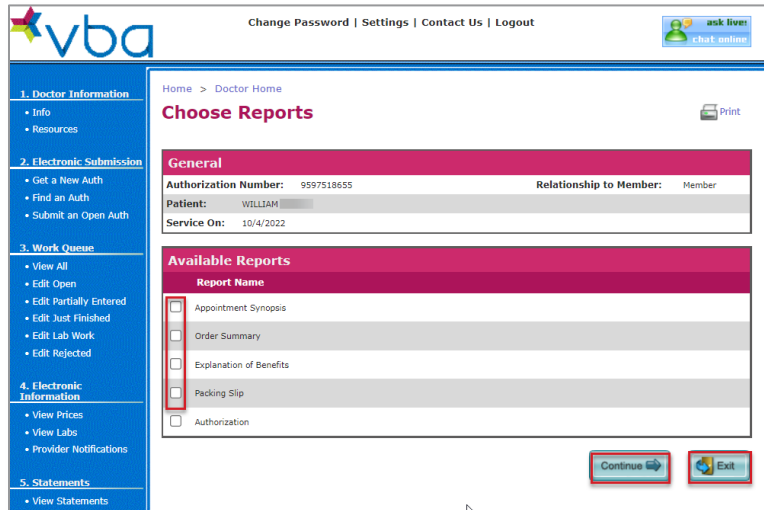 vba
Change Password | Settings | Contact Us | Logout
ask live!
chat online
1. Doctor Information
• Info
• Resources
2. Electronic Submission
• Get a New Auth
• Find an Auth
• Submit an Open Auth
3. Work Queue
• View All
• Edit Open
• Edit Partially Entered
• Edit Just Finished
• Edit Lab Work
• Edit Rejected
4. Electronic
Information
• View Prices
• View Labs
• Provider Notifications
5. Statements
• View Statements
Home > Doctor Home
Choose Reports
Print
General
Authorization Number: 9597518655 Relationship to Member: Member
Patient: WILLIAM
Service On: 10/4/2022
Available Reports
Report Name
Appointment Synopsis
Order Summary
Explanation of Benefits
Packing Slip
Authorization
Continue
Exit